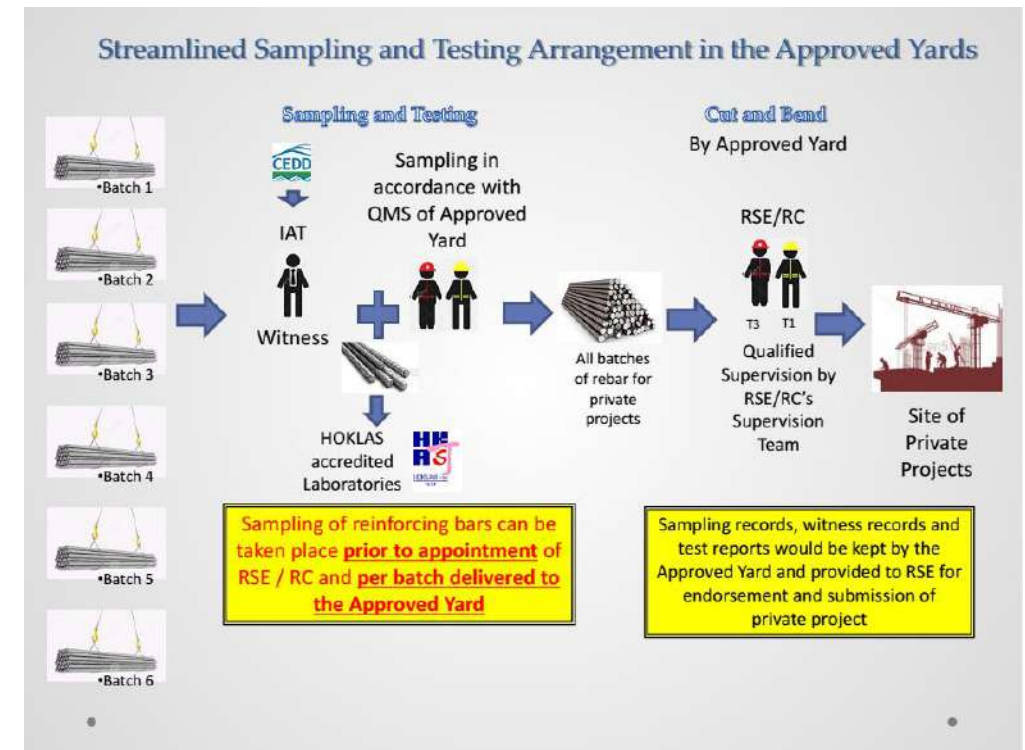 Streamlined Sampling and Testing Arrangement in the Approved Yards
•Batch 1
•Batch 2
•Batch 3
•Batch 4
•Batch 5
•Batch 6
Sampling and Testing
CEDD
IAT
Witness
Sampling in
accordance with
QMS of Approved
Yard
HOKLAS
accredited
Laboratories
Sampling of reinforcing bars can be
taken place prior to appointment of
RSE / RC and per batch delivered to
the Approved Yard
All batches
of rebar for
private
projects
Cut and Bend
By Approved Yard
RSE/RC
T3 T1
Qualified
Supervision by
RSE/RC's
Supervision
Team
Site of
Private
Projects
Sampling records, witness records and
test reports would be kept by the
Approved Yard and provided to RSE for
endorsement and submission of
private project